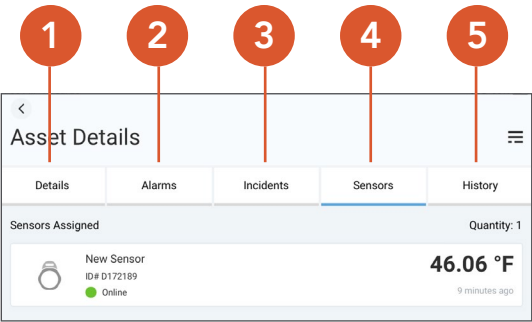 1 2 3 4 5
Asset Details
Details Alarms Incidents Sensors History
Sensors Assigned Quantity: 1
New Sensor
ID# D172189
Online
46.06 °F
9 minutes ago